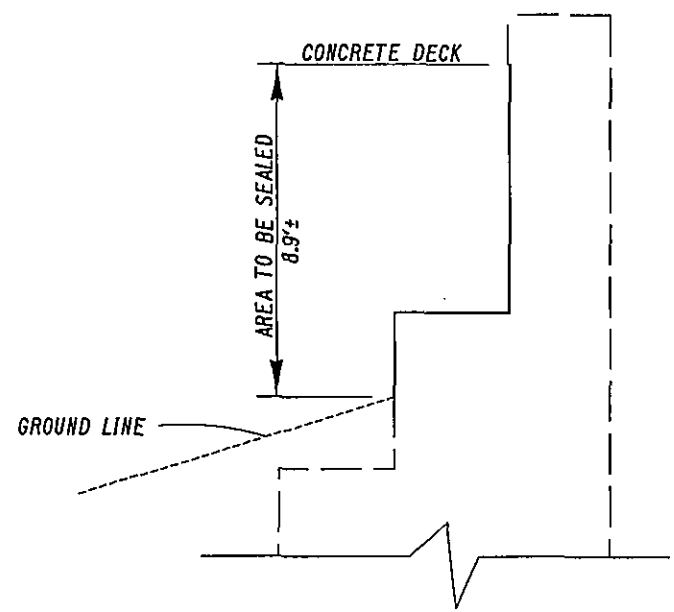 CONCRETE DECK
AREA TO BE SEALED
8.9'±
GROUND LINE